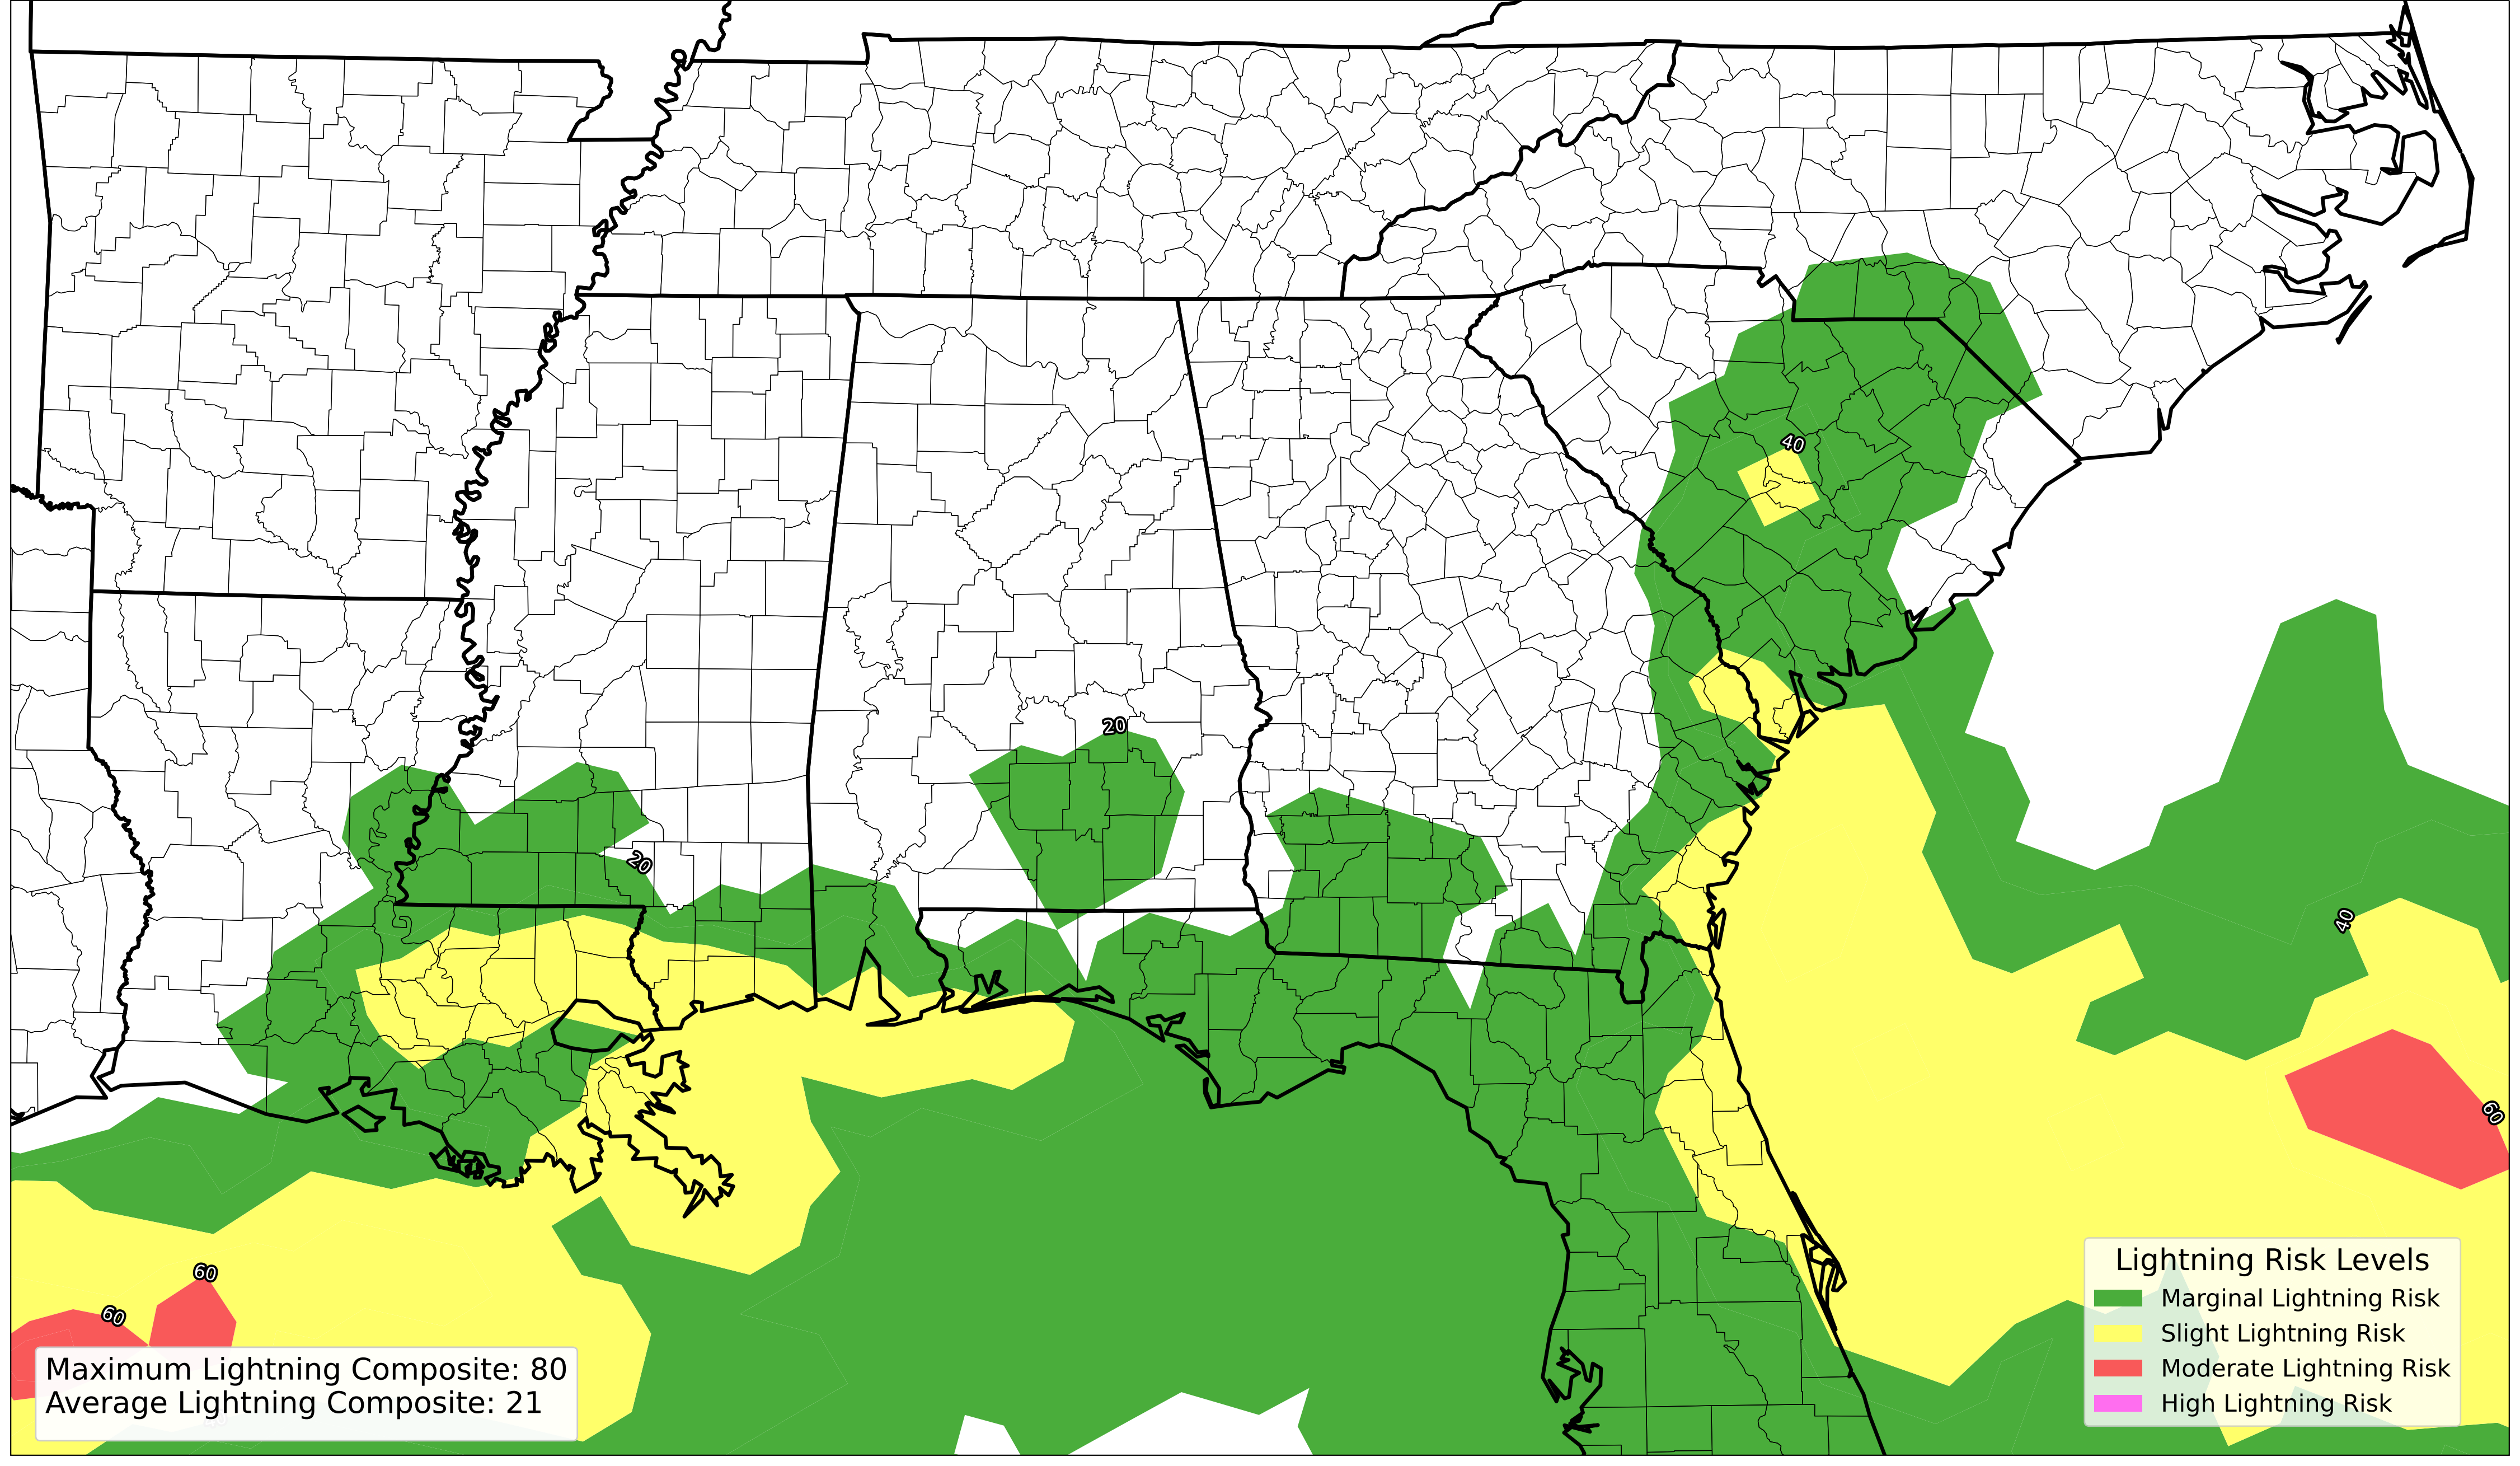 40
20
20
40
60
60
60
Lightning Risk Levels
Marginal Lightning Risk
Slight Lightning Risk
Moderate Lightning Risk
High Lightning Risk
Maximum Lightning Composite: 80
Average Lightning Composite: 21